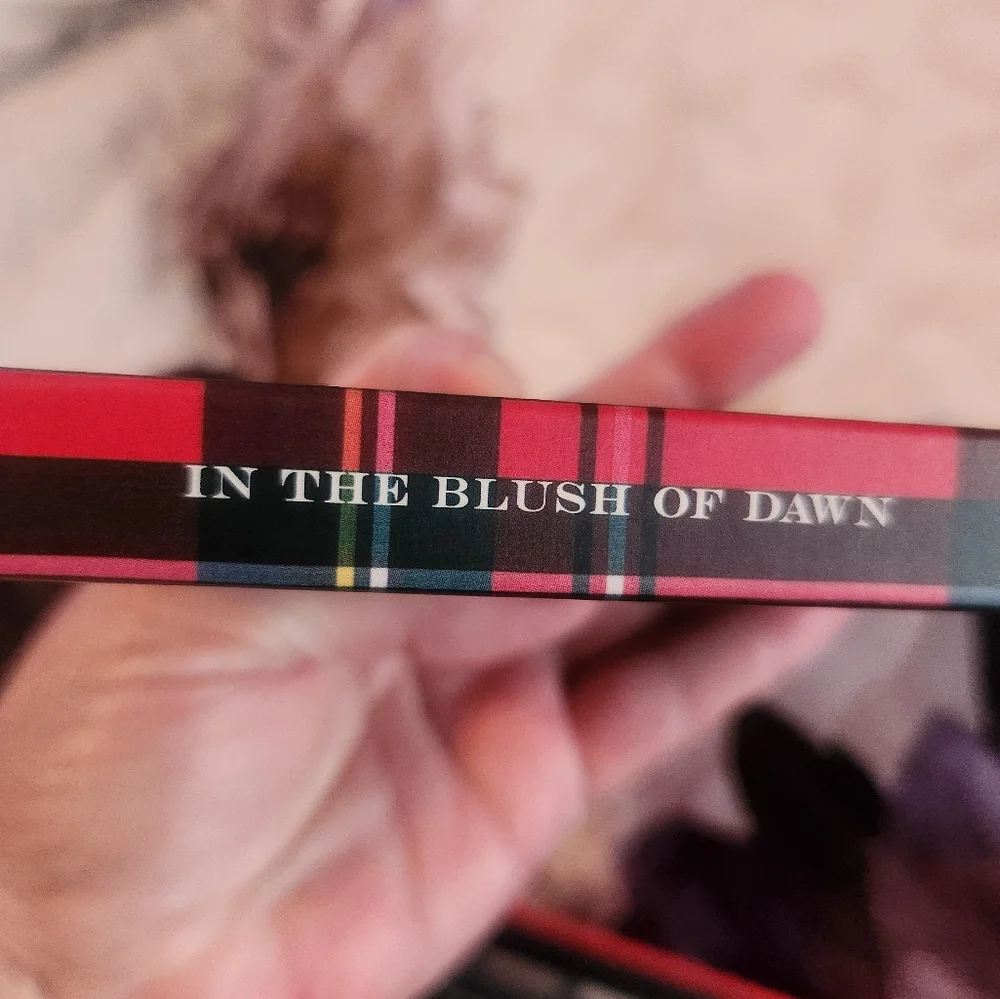 IN THE BLUSH OF DAWN